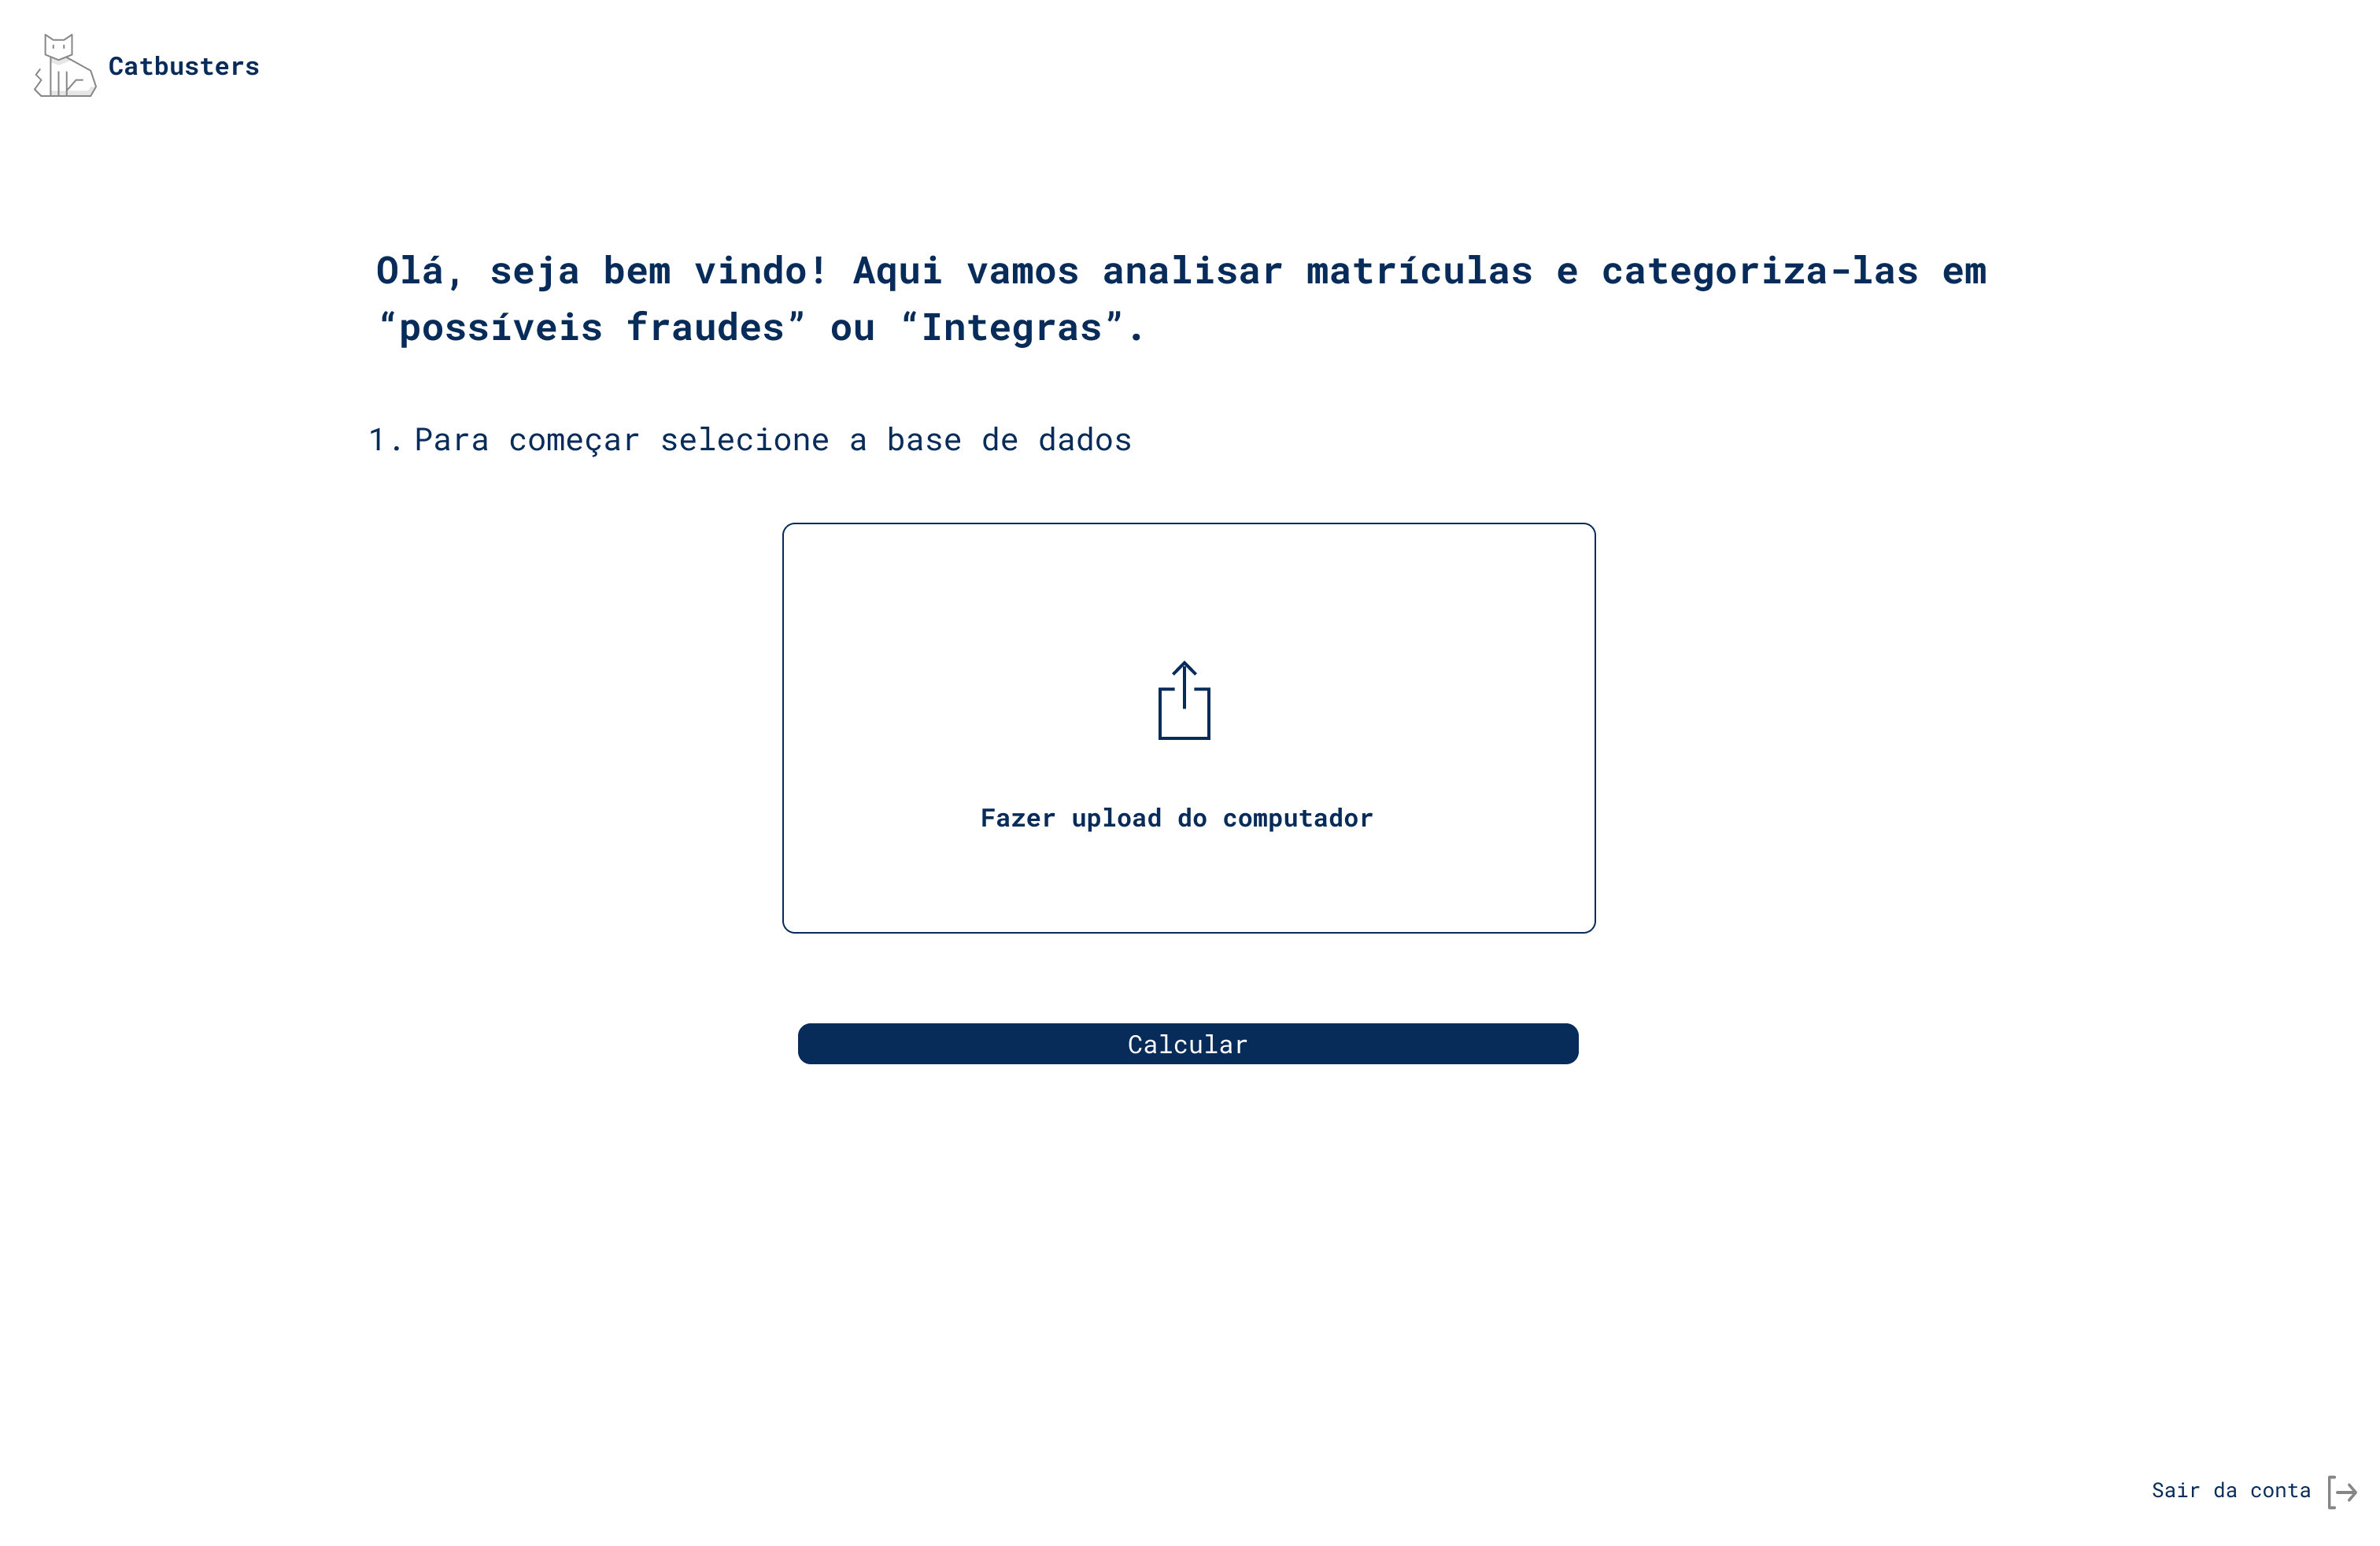 Catbusters
Olá, seja bem vindo! Aqui vamos analisar matrículas e categoriza-las em
“possíveis fraudes” ou “Integras”.
1. Para começar selecione a base de dados
Fazer upload do computador
Calcular
Sair da conta